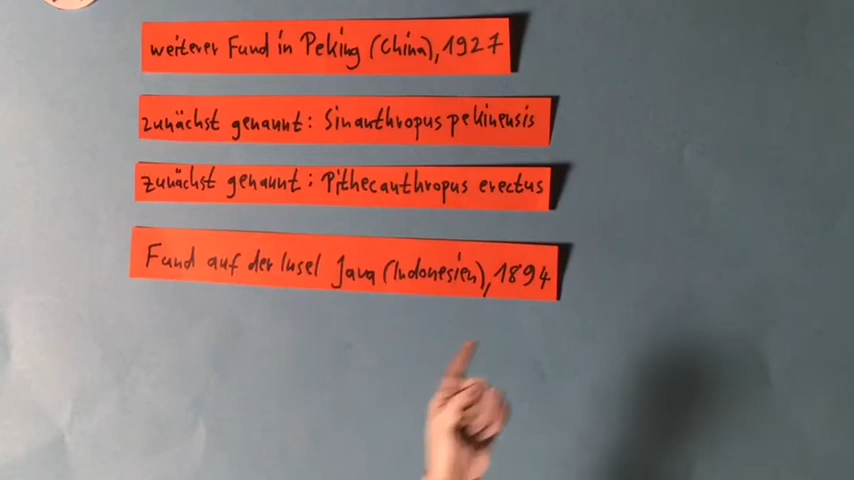 weiterer Fund in Peking (China), 1927
zunächst genannt: Sinanthropus pekinensis
zunächst genannt: Pithecanthropus erectus
Fund auf der Insel Java (Indonesien), 1894